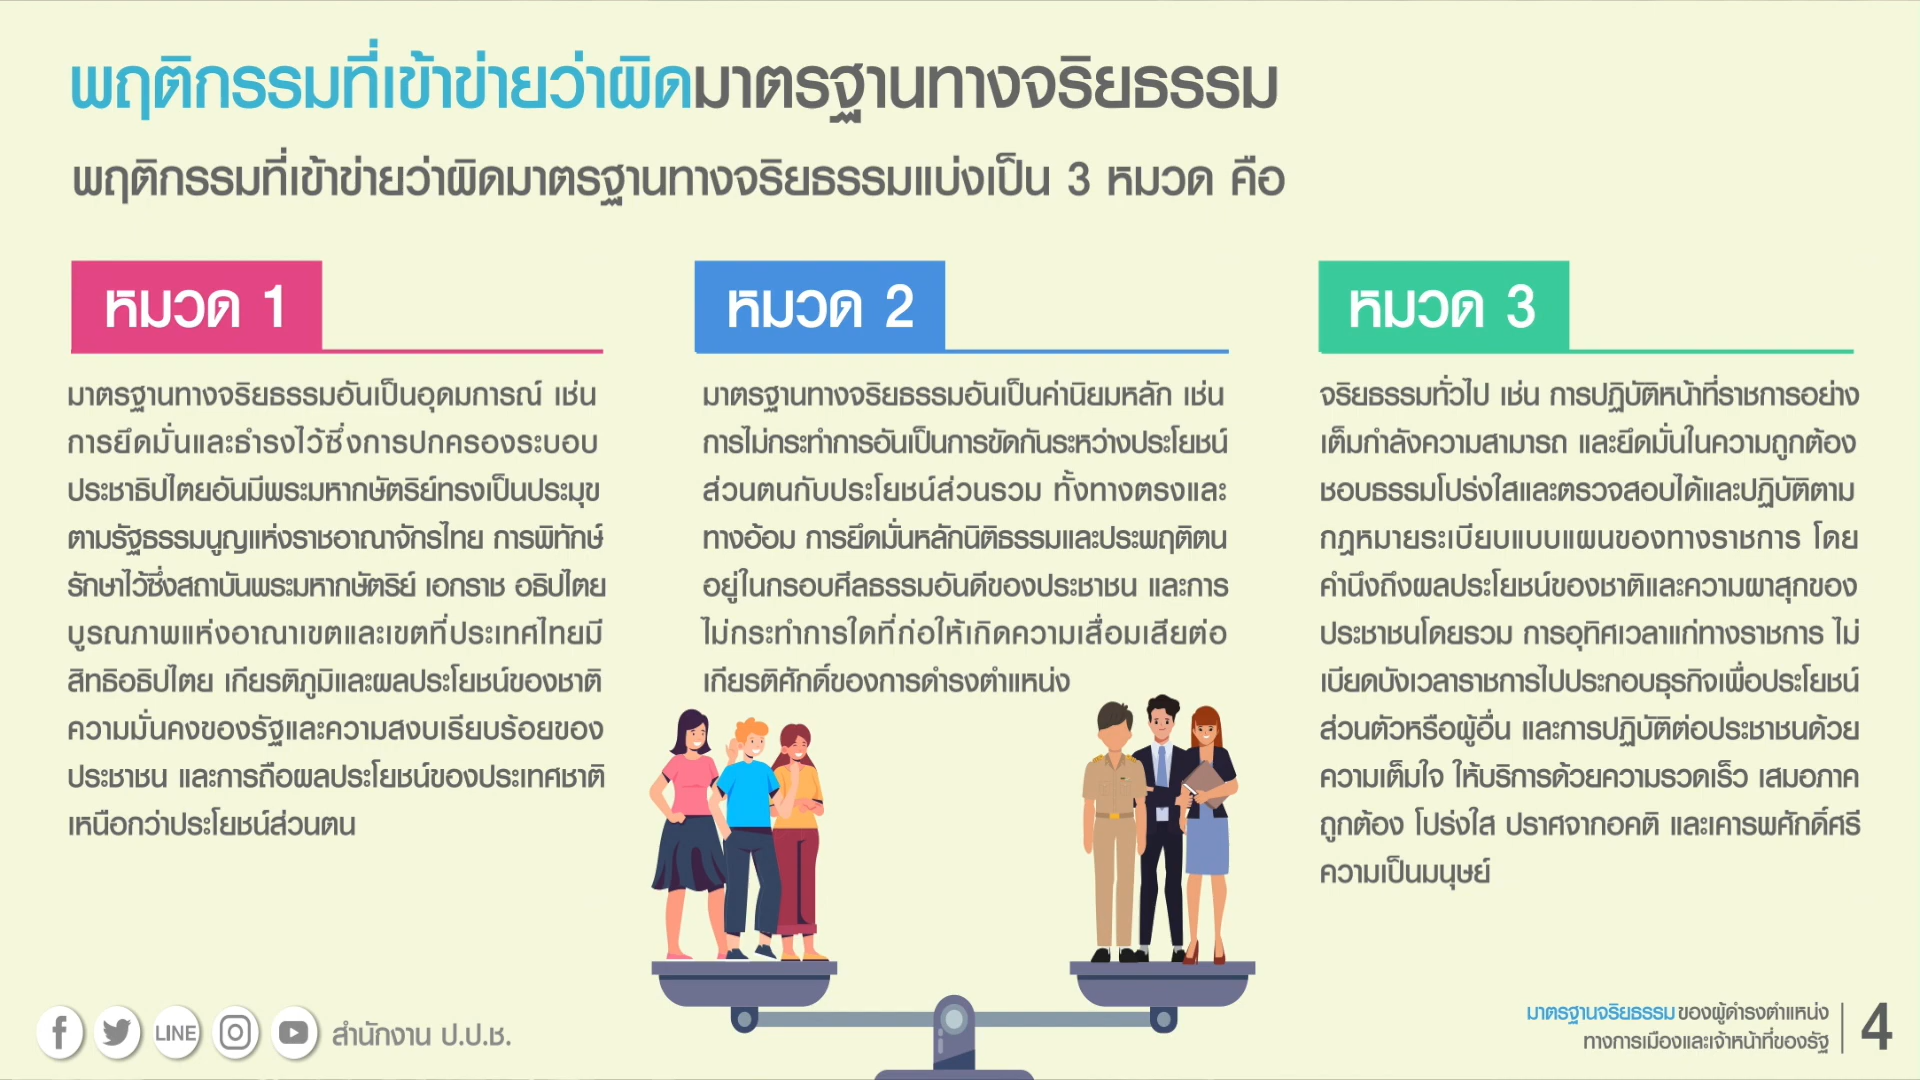 พฤติกรรมที่เข้าข่ายว่าผิดมาตรฐานทางจริยธรรม
พฤติกรรมที่เข้าข่ายว่าผิดมาตรฐานทางจริยธรรมแบ่งเป็น 3 หมวด คือ
หมวด 1
มาตรฐานทางจริยธรรมอันเป็นอุดมการณ์ เช่น
การยึดมั่นและธำรงไว้ซึ่งการปกครองระบอบ
ประชาธิปไตยอันมีพระมหากษัตริย์ทรงเป็นประมุข
ตามรัฐธรรมนูญแห่งราชอาณาจักรไทย การพิทักษ์
รักษาไว้ซึ่งสถาบันพระมหากษัตริย์ เอกราช อธิปไตย
บูรณภาพแห่งอาณาเขตและเขตที่ประเทศไทยมี
สิทธิอธิปไตย เกียรติภูมิและผลประโยชน์ของชาติ
ความมั่นคงของรัฐและความสงบเรียบร้อยของ
ประชาชน และการถือผลประโยชน์ของประเทศชาติ
เหนือกว่าประโยชน์ส่วนตน
หมวด 2
มาตรฐานทางจริยธรรมอันเป็นค่านิยมหลัก เช่น
การไม่กระทำการอันเป็นการขัดกันระหว่างประโยชน์
ส่วนตนกับประโยชน์ส่วนรวม ทั้งทางตรงและ
ทางอ้อม การยึดมั่นหลักนิติธรรมและประพฤติตน
อยู่ในกรอบศีลธรรมอันดีของประชาชน และการ
ไม่กระทำการใดที่ก่อให้เกิดความเสื่อมเสียต่อ
เกียรติศักดิ์ของการดำรงตำแหน่ง
หมวด 3
จริยธรรมทั่วไป เช่น การปฏิบัติหน้าที่ราชการอย่าง
เต็มกำลังความสามารถ และยึดมั่นในความถูกต้อง
ชอบธรรมโปร่งใสและตรวจสอบได้และปฏิบัติตาม
กฎหมายระเบียบแบบแผนของทางราชการ โดย
คำนึงถึงผลประโยชน์ของชาติและความผาสุกของ
ประชาชนโดยรวม การอุทิศเวลาแก่ทางราชการ ไม่
เบียดบังเวลาราชการไปประกอบธุรกิจเพื่อประโยชน์
ส่วนตัวหรือผู้อื่น และการปฏิบัติต่อประชาชนด้วย
ความเต็มใจ ให้บริการด้วยความรวดเร็ว เสมอภาค
ถูกต้อง โปร่งใส ปราศจากอคติ และเคารพศักดิ์ศรี
ความเป็นมนุษย์
LINE
สำนักงาน ป.ป.ช.
มาตรฐานจริยธรรม ของผู้ดำรงตำแหน่ง
ทางการเมืองและเจ้าหน้าที่ของรัฐ
4